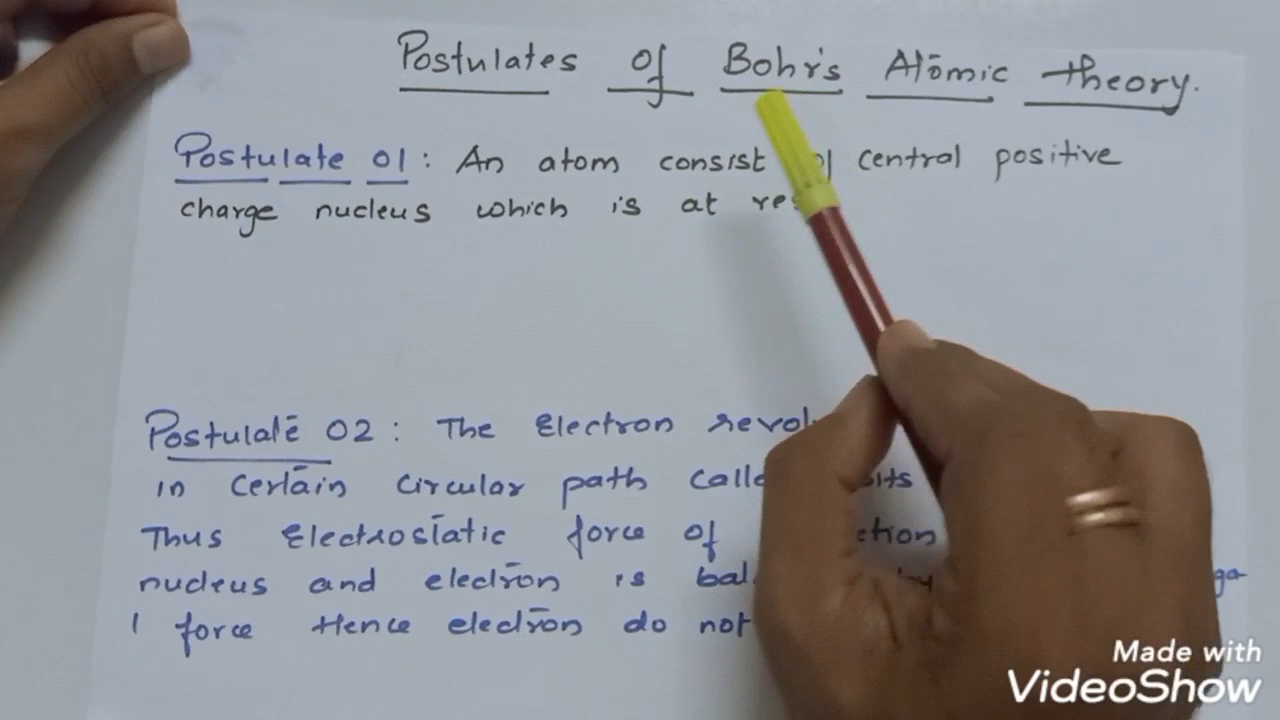 Postulates Of Bohr's Atomic theory.
Postulate 01: An atom consist of central positive
charge nucleus which is at
Postulate 02: The Electron
in certain circular path
Thus Electrostatic force of
nucleus and electron is
force Hence electron do not
Made with
VideoShow